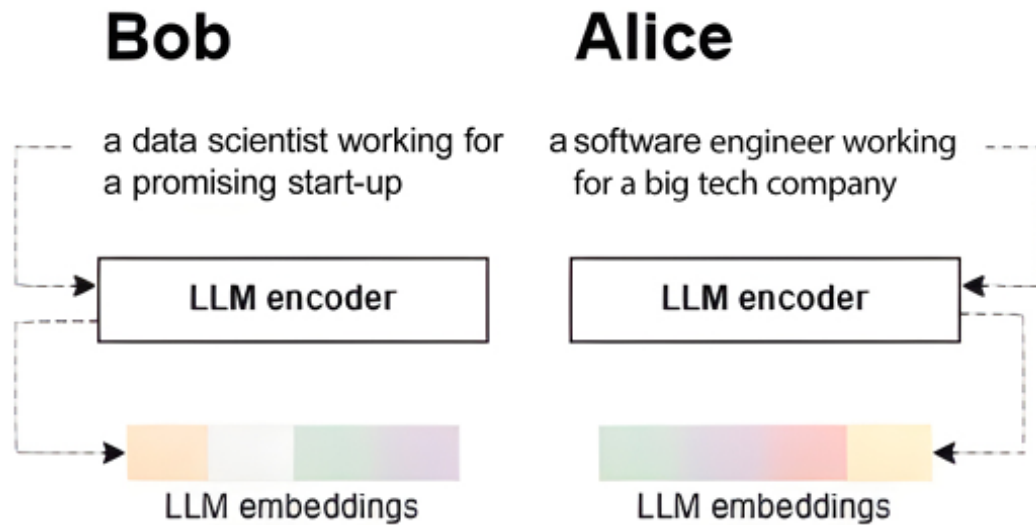 Bob
a data scientist working for
a promising start-up
LLM encoder
LLM embeddings
Alice
a software engineer working
for a big tech company
LLM encoder
LLM embeddings